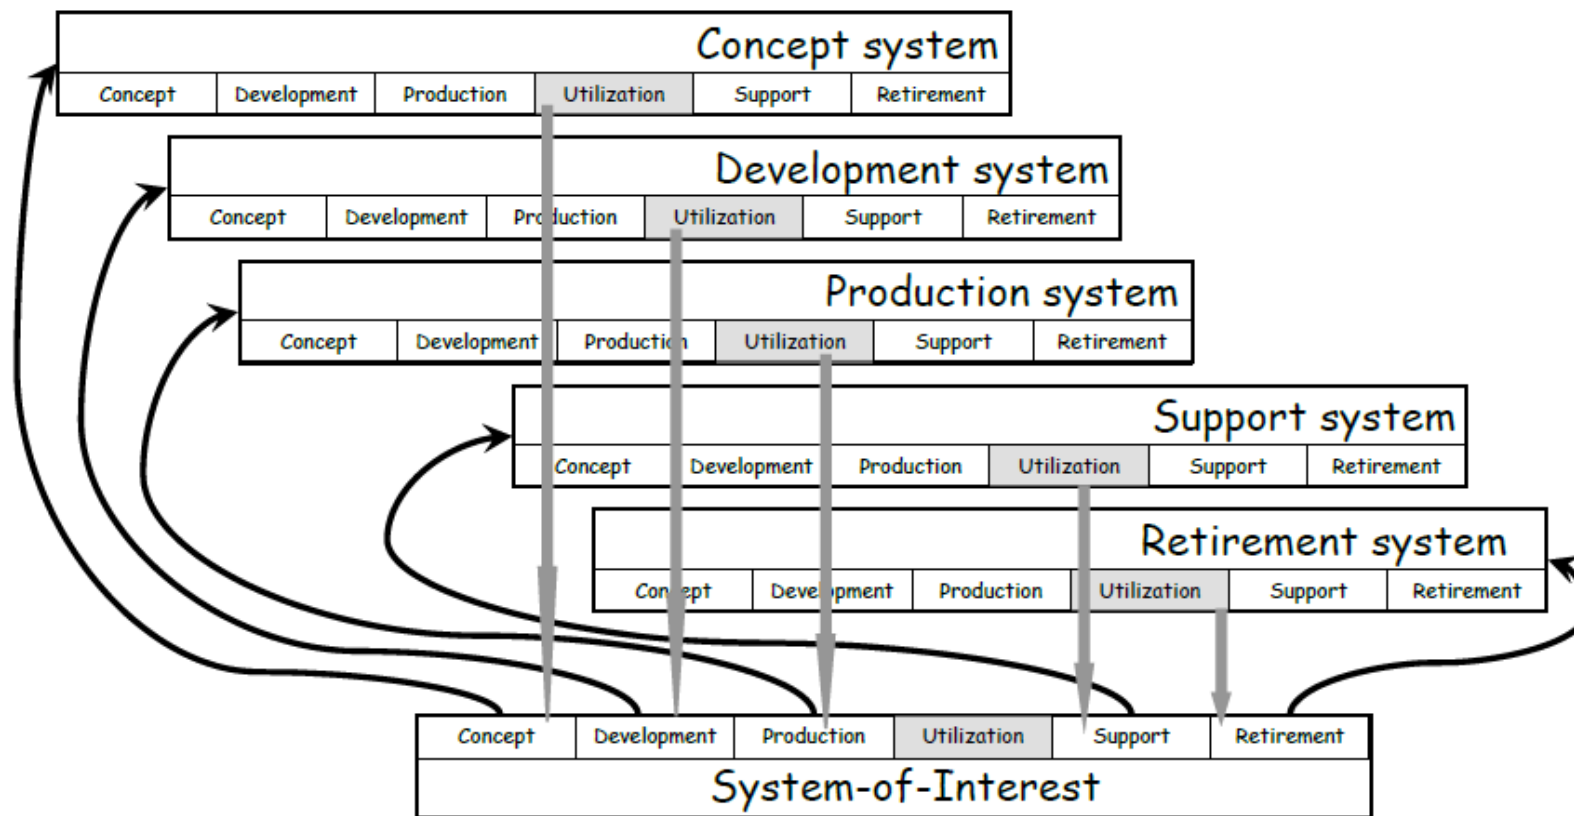 Concept system
Concept Development Production Utilization Support Retirement
Development system
Concept Development Production Utilization Support Retirement
Production system
Concept Development Production Utilization Support Retirement
Support system
Concept Development Production Utilization Support Retirement
Retirement system
Concept Development Production Utilization Support Retirement
Concept Development Production Utilization Support Retirement
System-of-Interest